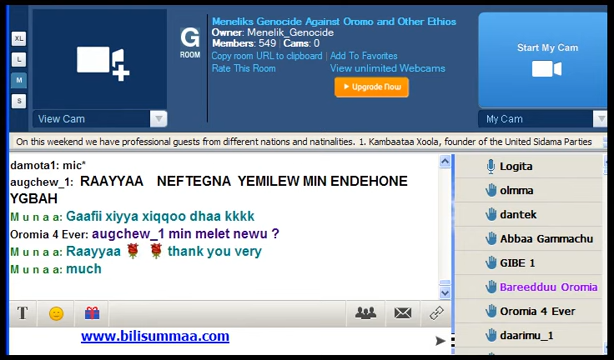 XL
L
M
S
View Cam
G
ROOM
Meneliks Genocide Against Oromo and Other Ethios
Owner: Menelik_Genocide
Members: 549 | Cams: 0
Copy room URL to clipboard | Add To Favorites
Rate This Room View unlimited Webcams
Upgrade Now
Start My Cam
My Cam
On this weekend we have professional guests from different nations and natinalities. 1. Kambaataa Xoola, founder of the United Sidama Parties
damota1: mic*
augchew_1: RAAYYAA NEFTEGNA YEMILEW MIN ENDEHONE
YGBAH
Munaa: Gaafii xiyya xiqqoo dhaa kkkk
Oromia 4 Ever: augchew_1 min melet newu ?
Munaa: Raayyaa 🌹 🌹 thank you very
Munaa: much
Logita
olmma
dantek
Abbaa Gammachu
GIBE 1
Bareedduu Oromia
Oromia 4 Ever
daarimu_1
T
www.bilisummaa.com